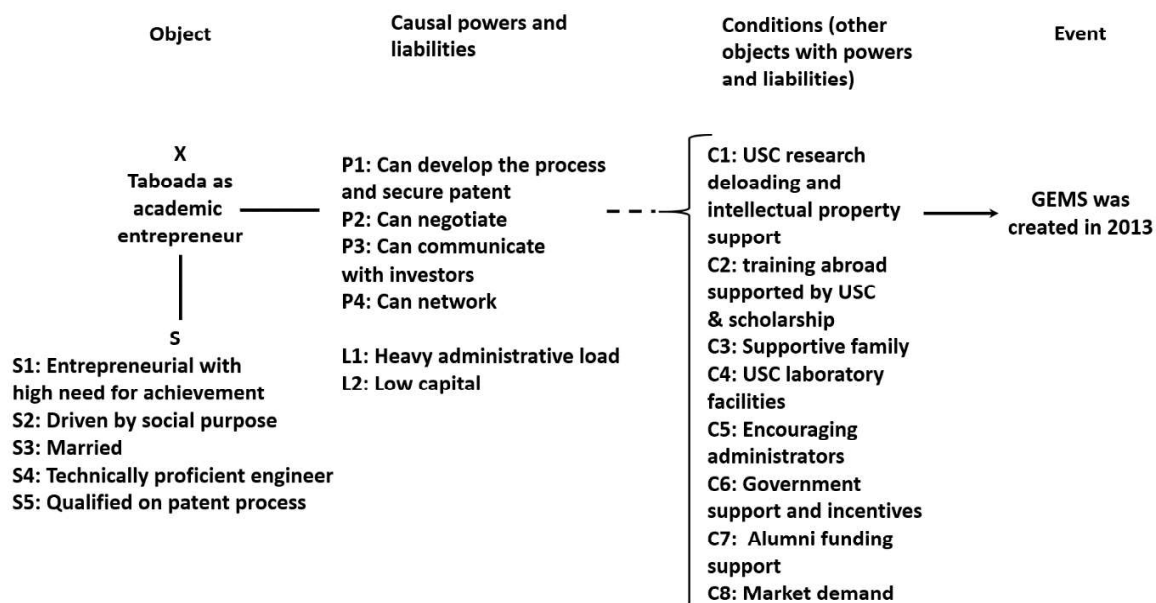 Object
Causal powers and
liabilities
Conditions (other
objects with powers
and liabilities)
Event
X
Taboada as
academic
entrepreneur
S
S1: Entrepreneurial with
high need for achievement
S2: Driven by social purpose
S3: Married
S4: Technically proficient engineer
S5: Qualified on patent process
P1: Can develop the process
and secure patent
P2: Can negotiate
P3: Can communicate
with investors
P4: Can network
L1: Heavy administrative load
L2: Low capital
C1: USC research
deloading and
intellectual property
support
C2: training abroad
supported by USC
& scholarship
C3: Supportive family
C4: USC laboratory
facilities
C5: Encouraging
administrators
C6: Government
support and incentives
C7: Alumni funding
support
C8: Market demand
GEMS was
created in 2013